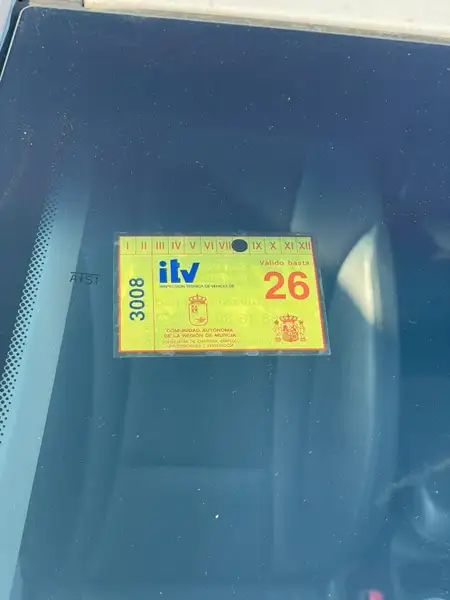 I II III IV V VI VII IX X XI XII
itv
INSPECCIÓN TÉCNICA DE VEHÍCULOS
Válido hasta
26
3008
COMUNIDAD AUTÓNOMA
DE LA REGIÓN DE MURCIA